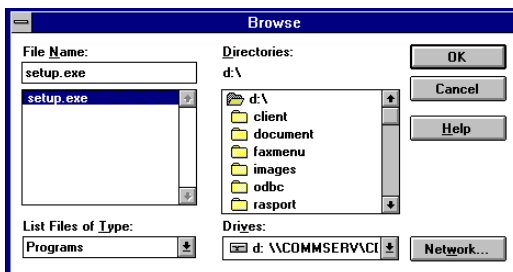 Browse
File Name:
setup.exe
setup.exe
Directories:
d:\
d:\
client
document
faxmenu
images
odbc
rasport
OK
Cancel
Help
List Files of Type:
Programs
Drives:
d: \\COMMSERV\CI
Network...